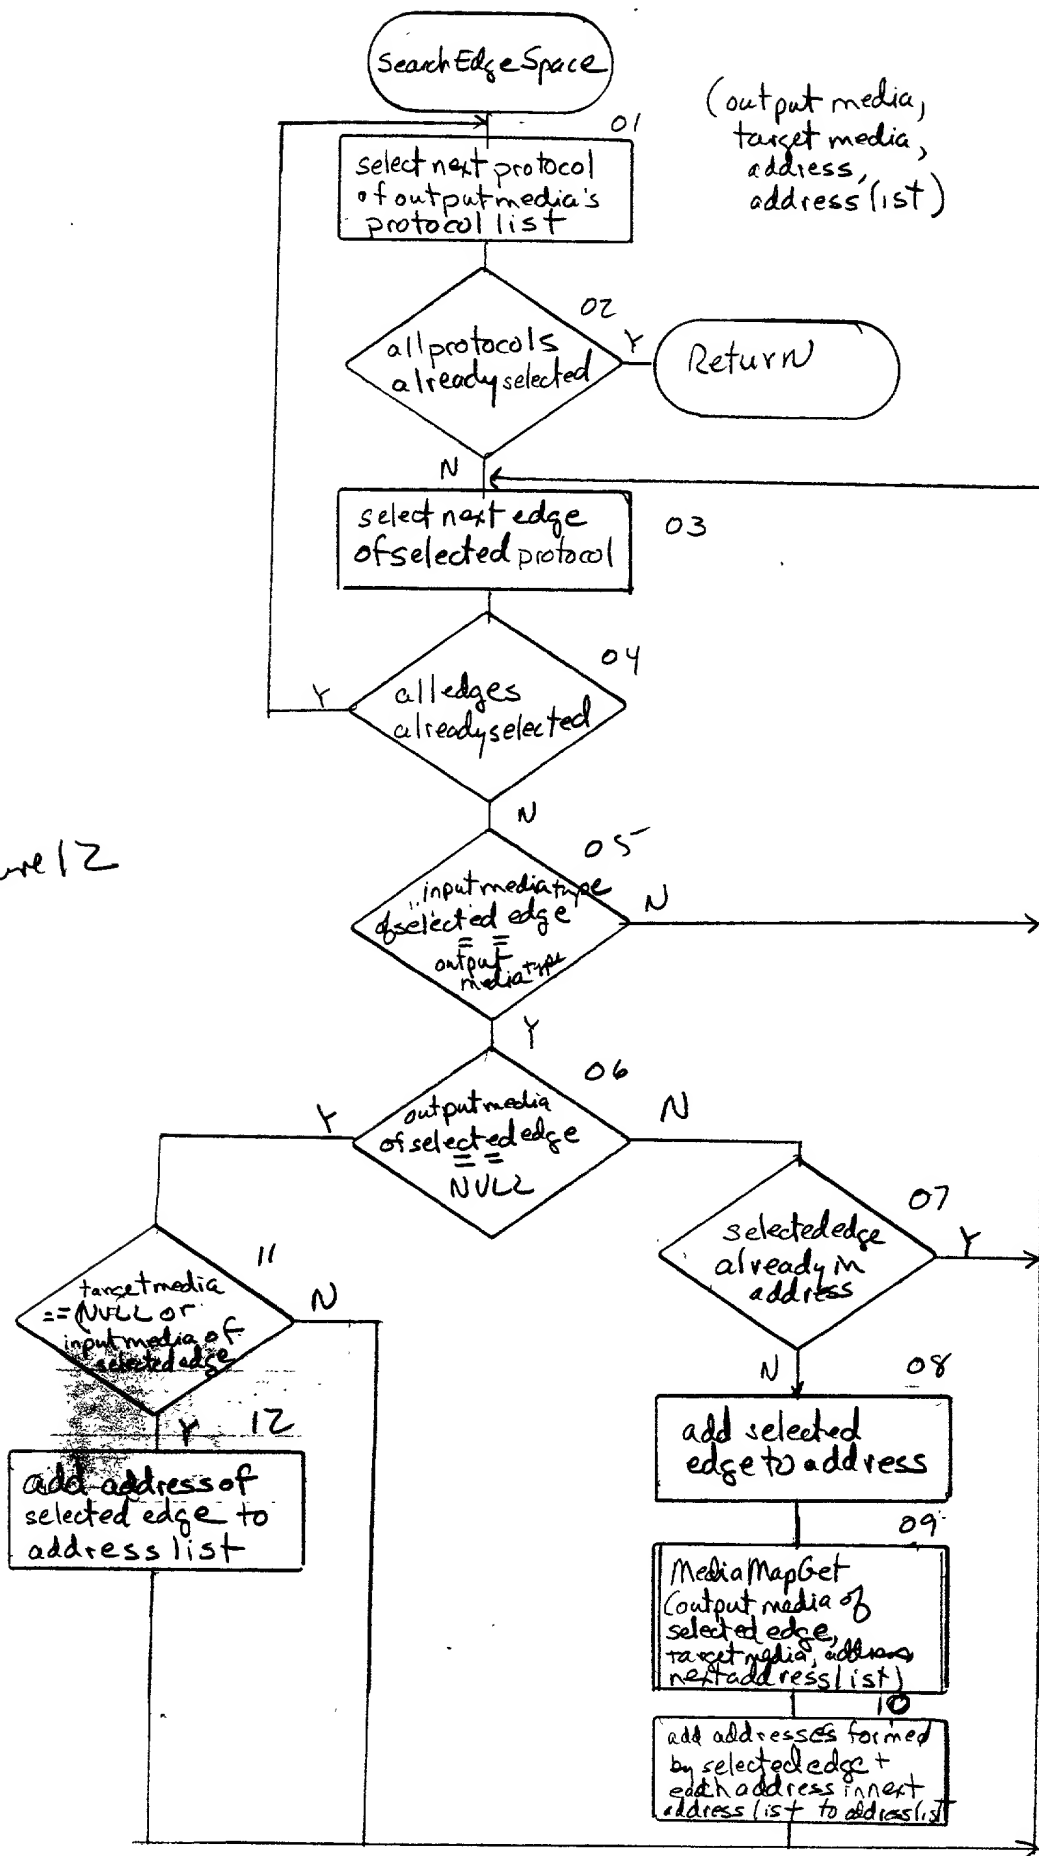 SearchEdgeSpace
(output media,
target media,
address,
address list)
01
select next protocol
of output media's
protocol list
02
all protocols
already selected
Y
Return
N
select next edge
of selected protocol
03
04
all edges
already selected
Y
N
ure 12
05
input media type
of selected edge
==
output
media type
N
Y
06
output media
of selected edge
==
NULL
Y
N
07
selected edge
already in
address
Y
11
target media
== (NULL or
input media of
selected edge
N
N
08
Y
12
add selected
edge to address
add address of
selected edge to
address list
09
MediaMapGet
(output media of
selected edge,
target media, address
next address list)
10
add addresses formed
by selected edge +
each address in next
address list to address list